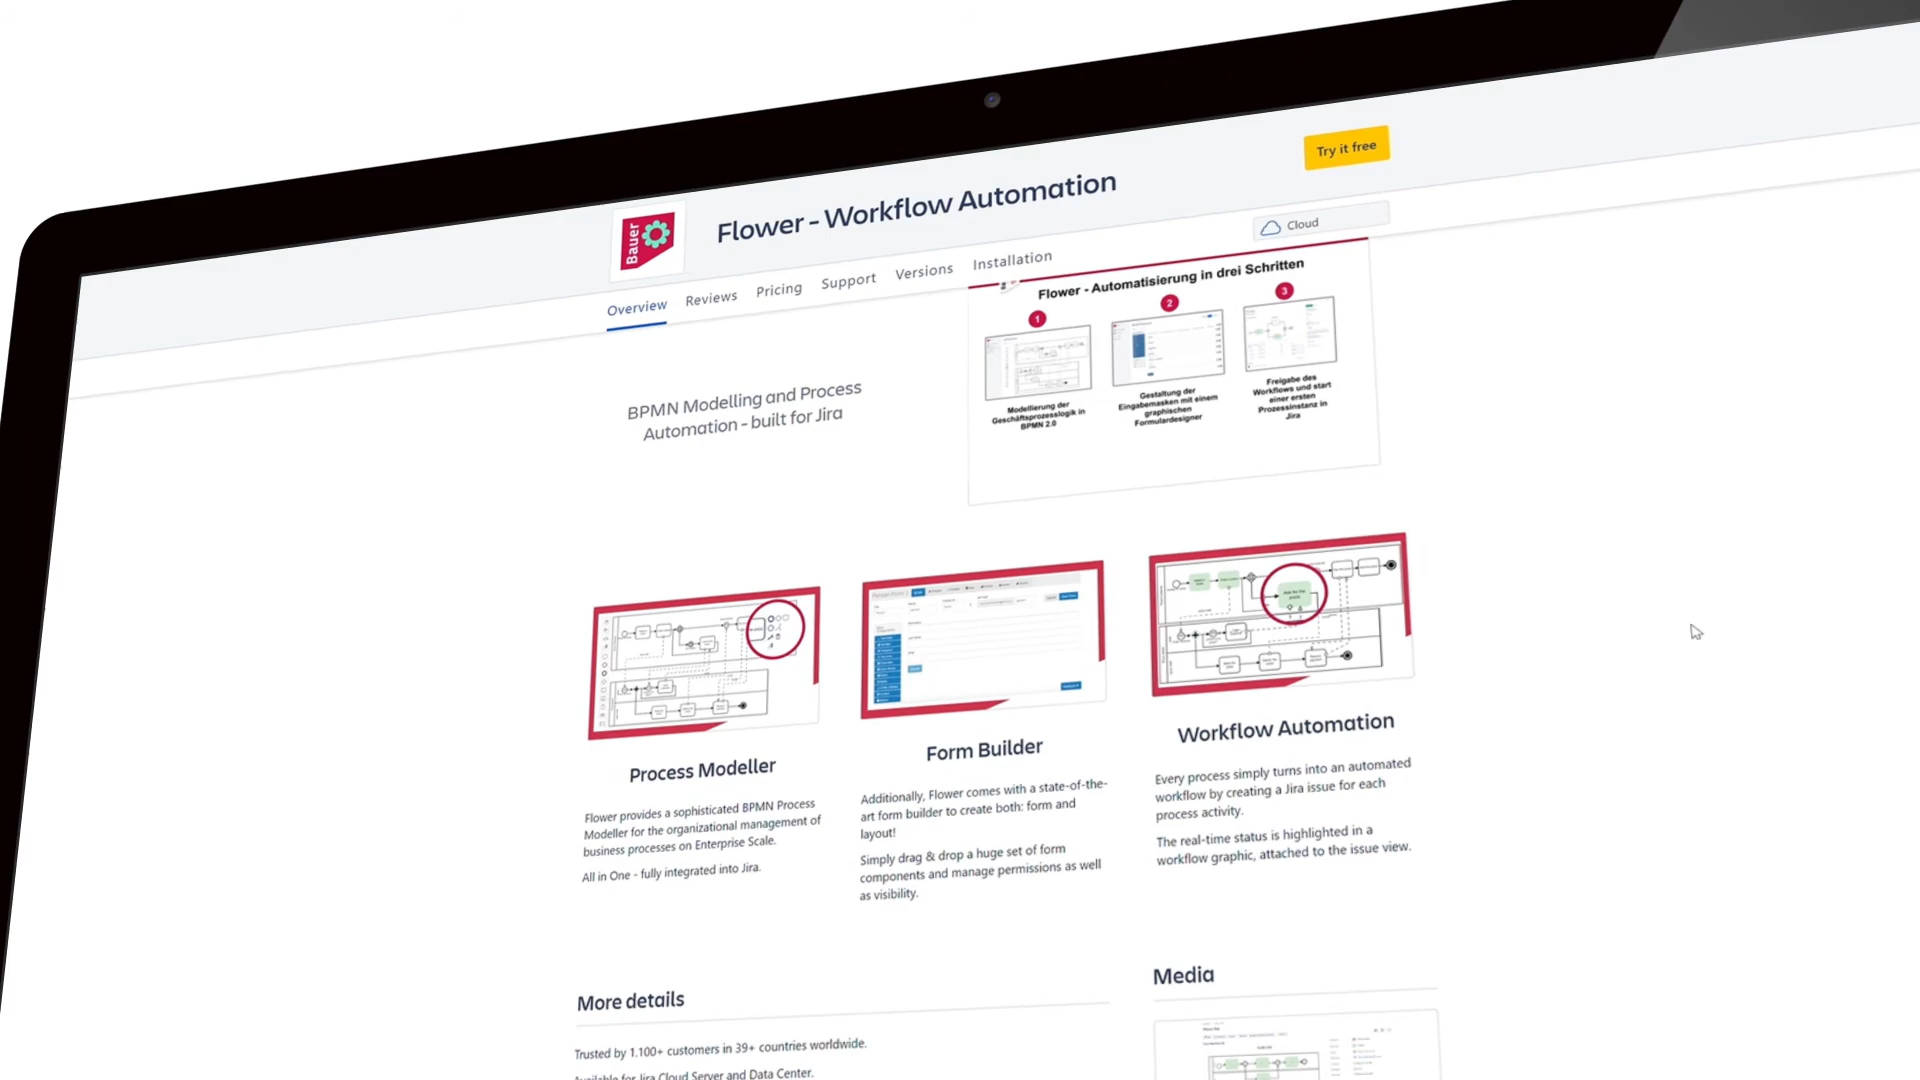 Try it free
Bauer
Flower - Workflow Automation
Cloud
Overview
Reviews
Pricing
Support
Versions
Installation
Flower - Automatisierung in drei Schritten
1
2
3
Modellierung der
Geschäftsprozesslogik in
BPMN 2.0
Gestaltung der
Eingabemasken mit einem
graphischen
Formulardesigner
Freigabe des
Workflows und start
einer ersten
Prozessinstanz in
Jira
BPMN Modelling and Process
Automation - built for Jira
Process Modeller
Flower provides a sophisticated BPMN Process
Modeller for the organizational management of
business processes on Enterprise Scale.
All in One - fully integrated into Jira.
Form Builder
Additionally, Flower comes with a state-of-the-
art form builder to create both: form and
layout!
Simply drag & drop a huge set of form
components and manage permissions as well
as visibility.
Workflow Automation
Every process simply turns into an automated
workflow by creating a Jira issue for each
process activity.
The real-time status is highlighted in a
workflow graphic, attached to the issue view.
More details
Trusted by 1.100+ customers in 39+ countries worldwide.
Available for Jira Cloud Server and Data Center.
Media